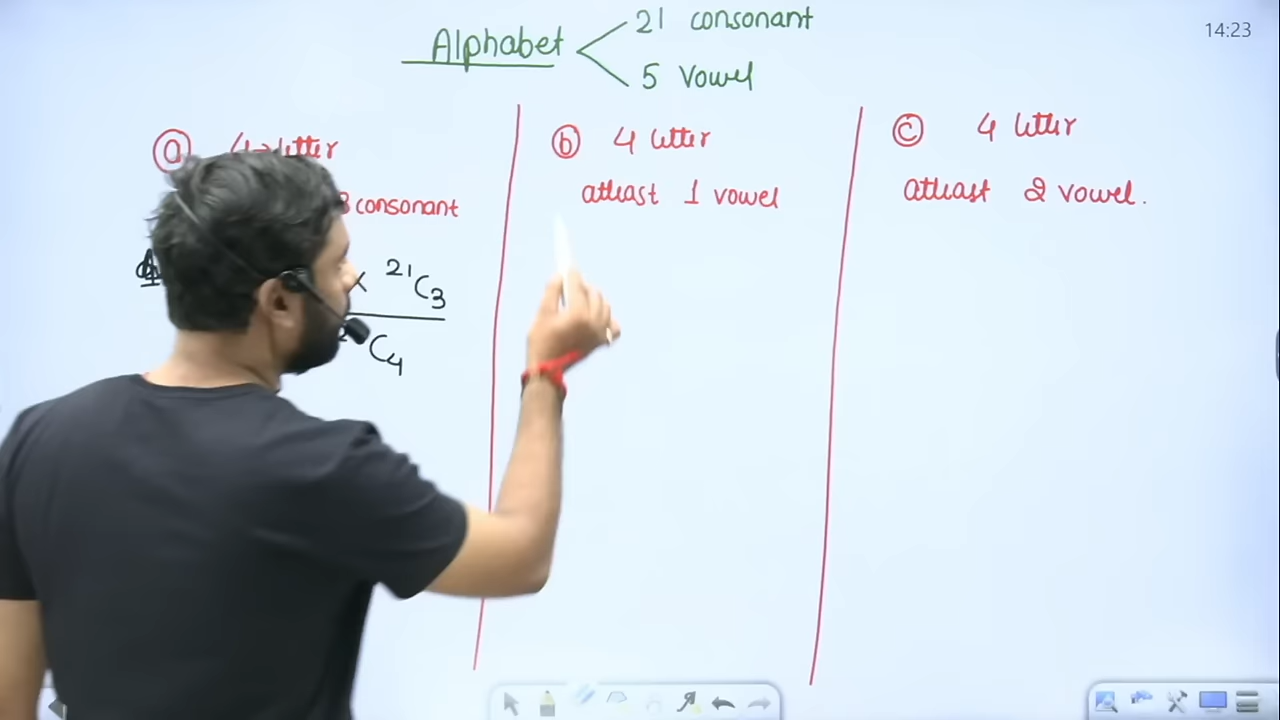 21 consonant
Alphabet
5 vowel
14:23
ⓐ 4 letter
3 consonant
× ²¹C₃
C₄
ⓑ 4 letter
atleast 1 vowel
ⓒ 4 letter
atleast 2 vowel.